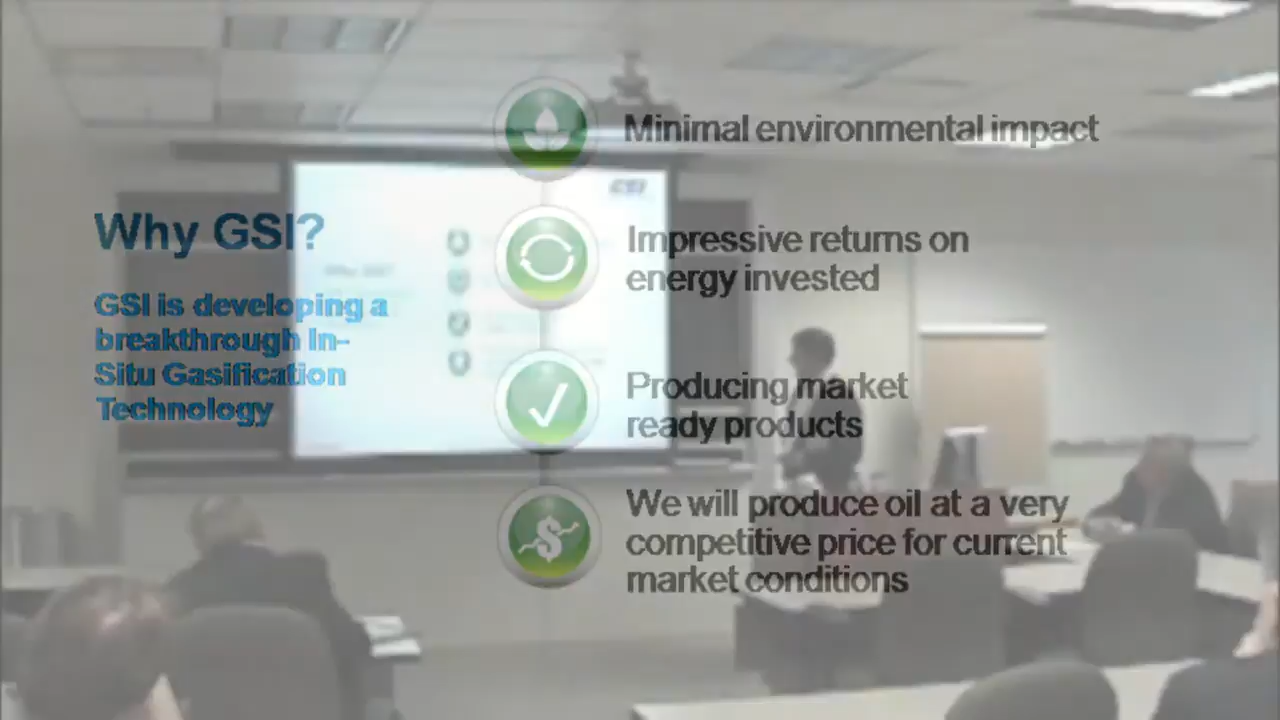 Minimal environmental impact
GSI
Why GSI?
Impressive returns on
energy invested
GSI is developing a
breakthrough In-
Situ Gasification
Technology
Producing market
ready products
We will produce oil at a very
competitive price for current
market conditions